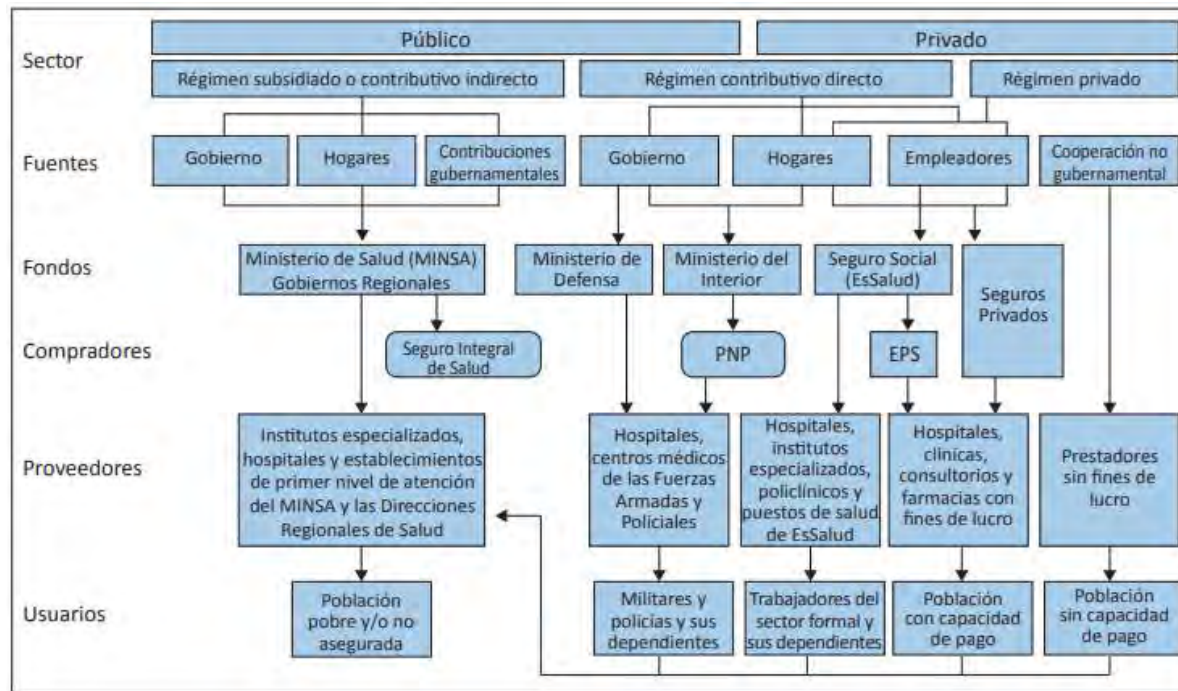 Sector
Público
Privado
Régimen subsidiado o contributivo indirecto
Régimen contributivo directo
Régimen privado
Fuentes
Gobierno
Hogares
Contribuciones
gubernamentales
Gobierno
Hogares
Empleadores
Cooperación no
gubernamental
Fondos
Ministerio de Salud (MINSA)
Gobiernos Regionales
Ministerio de
Defensa
Ministerio del
Interior
Seguro Social
(EsSalud)
Seguros
Privados
Compradores
Seguro Integral
de Salud
PNP
EPS
Proveedores
Institutos especializados,
hospitales y establecimientos
de primer nivel de atención
del MINSA y las Direcciones
Regionales de Salud
Hospitales,
centros médicos
de las Fuerzas
Armadas y
Policiales
Hospitales,
institutos
especializados,
policlínicos y
puestos de salud
de EsSalud
Hospitales,
clínicas,
consultorios y
farmacias con
fines de lucro
Prestadores
sin fines de
lucro
Usuarios
Población
pobre y/o no
asegurada
Militares y
policias y sus
dependientes
Trabajadores del
sector formal y
sus dependientes
Población
con capacidad
de pago
Población
sin capacidad
de pago